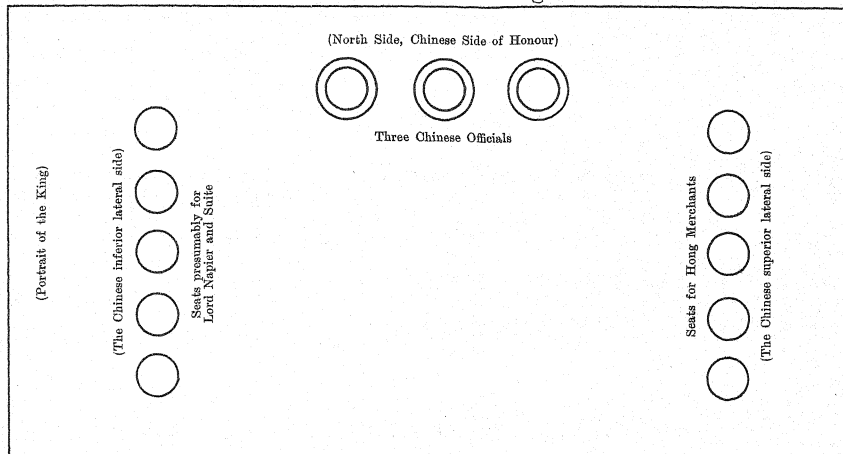 (North Side, Chinese Side of Honour)
Three Chinese Officials
(Portrait of the King)
(The Chinese inferior lateral side)
Seats presumably for
Lord Napier and Suite
Seats for Hong Merchants
(The Chinese superior lateral side)